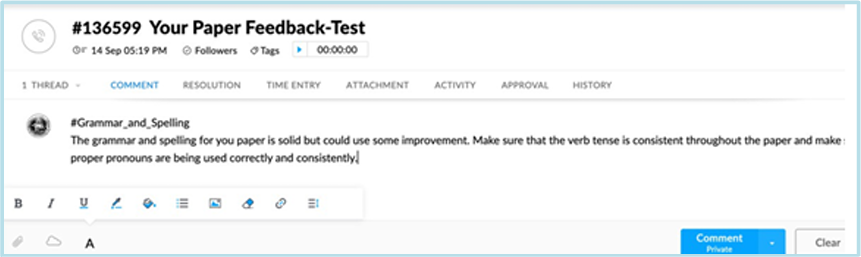 #136599 Your Paper Feedback-Test
14 Sep 05:19 PM Followers Tags 00:00:00
1 THREAD COMMENT RESOLUTION TIME ENTRY ATTACHMENT ACTIVITY APPROVAL HISTORY
#Grammar_and_Spelling
The grammar and spelling for you paper is solid but could use some improvement. Make sure that the verb tense is consistent throughout the paper and make
proper pronouns are being used correctly and consistently.
B I U
A Comment Clear
Private